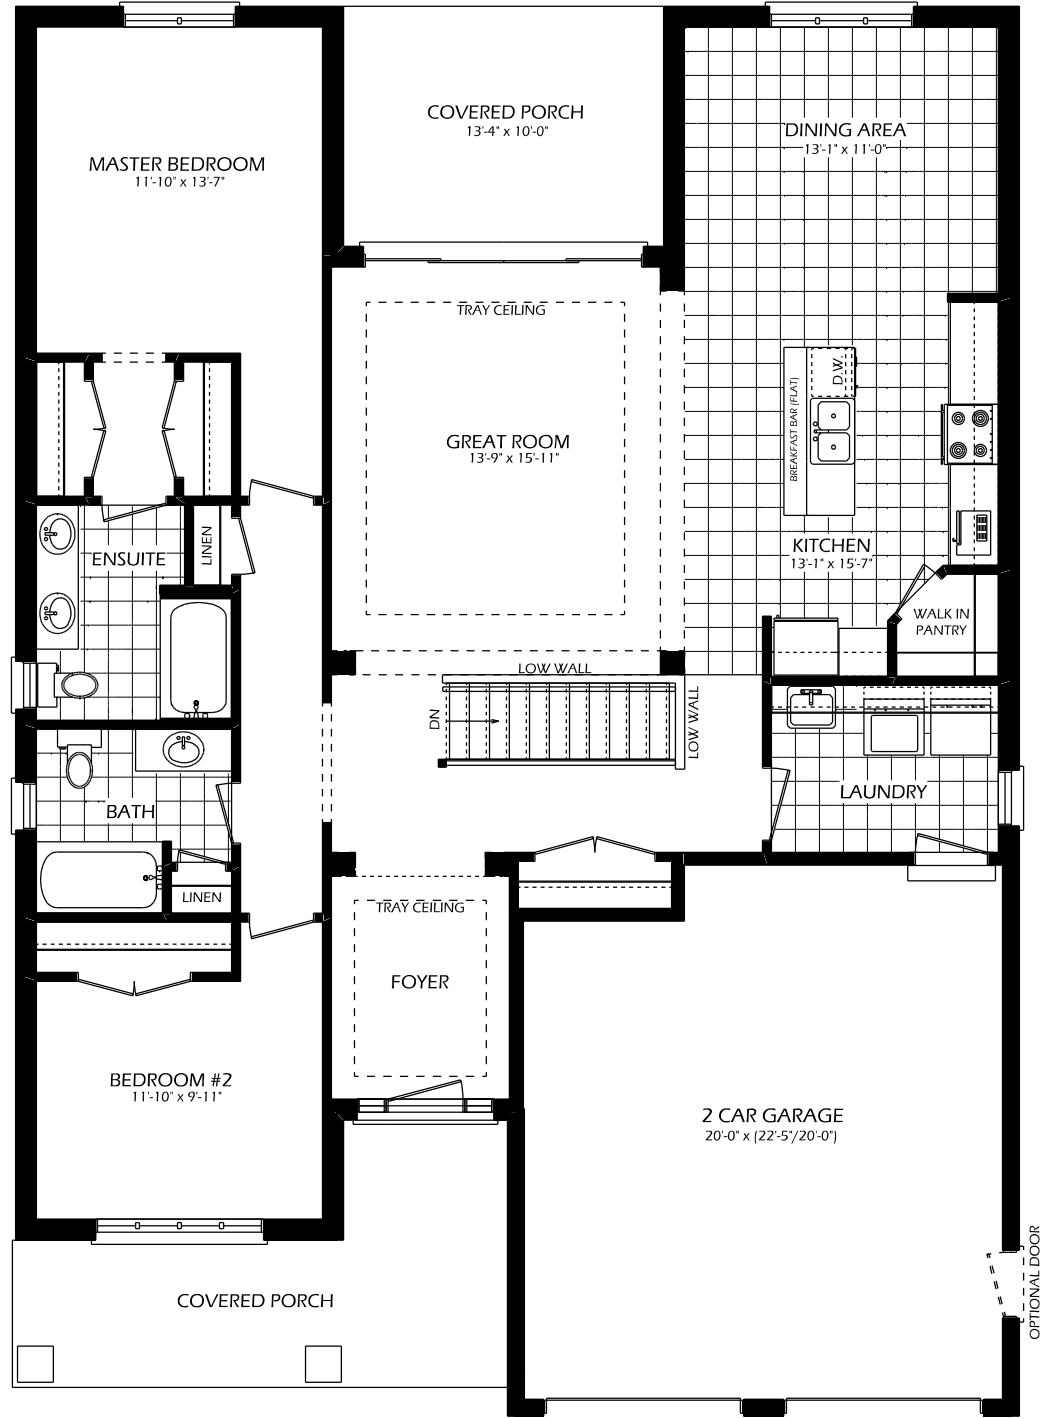 COVERED PORCH
13'-4" x 10'-0"
DINING AREA
13'-1" x 11'-0"
MASTER BEDROOM
11'-10" x 13'-7"
TRAY CEILING
D.W.
BREAKFAST BAR (FLAT)
GREAT ROOM
13'-9" x 15'-11"
KITCHEN
13'-1" x 15'-7"
ENSUITE
LINEN
WALK IN
PANTRY
LOW WALL
DN
LOW WALL
LAUNDRY
BATH
LINEN
TRAY CEILING
FOYER
BEDROOM #2
11'-10" x 9'-11"
2 CAR GARAGE
20'-0" x (22'-5"/20'-0")
OPTIONAL DOOR
COVERED PORCH